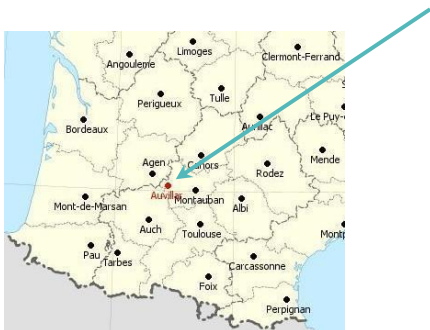 Limoges
Clermont-Ferrand
Angouleme
Perigueux
Tulle
Le Puy-e
Bordeaux
Aurillac
Agen
Cahors
Mende
Rodez
Auvillar
Montauban
Mont-de-Marsan
Albi
Auch
Toulouse
Montp
Pau
Tarbes
Carcassonne
Foix
Perpignan